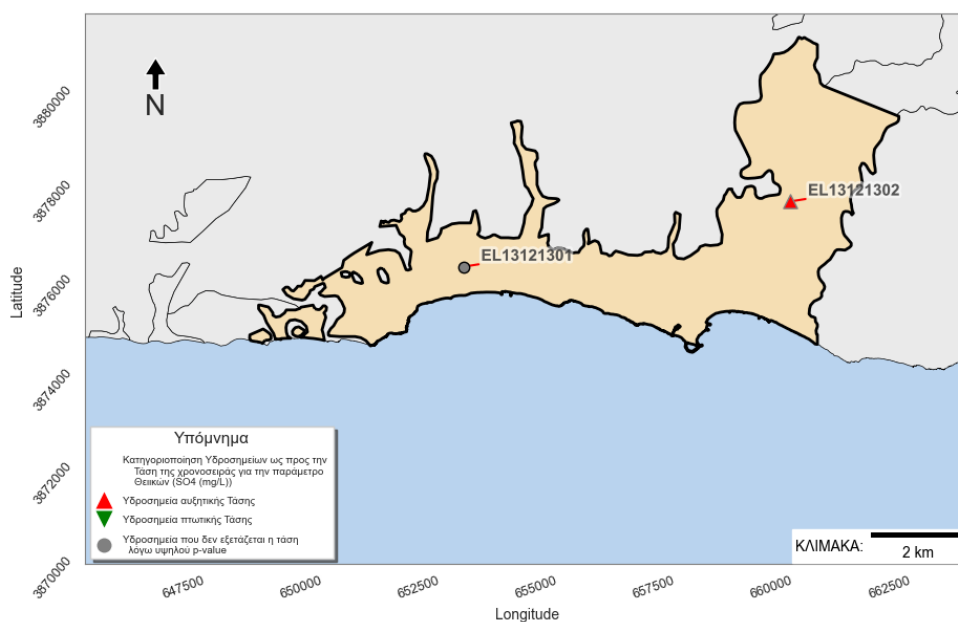 N
EL13121302
EL13121301
Latitude
3880000
3878000
3876000
3874000
3872000
3870000
Υπόμνημα
Κατηγοριοποίηση Υδροσημείων ως προς την
Τάση της χρονοσειράς για την παράμετρο
Θειικών (SO4 (mg/L))
Υδροσημεία αυξητικής Τάσης
Υδροσημεία πτωτικής Τάσης
Υδροσημεία που δεν εξετάζεται η τάση
λόγω υψηλού p-value
ΚΛΙΜΑΚΑ:
2 km
647500
650000
652500
655000
657500
660000
662500
Longitude